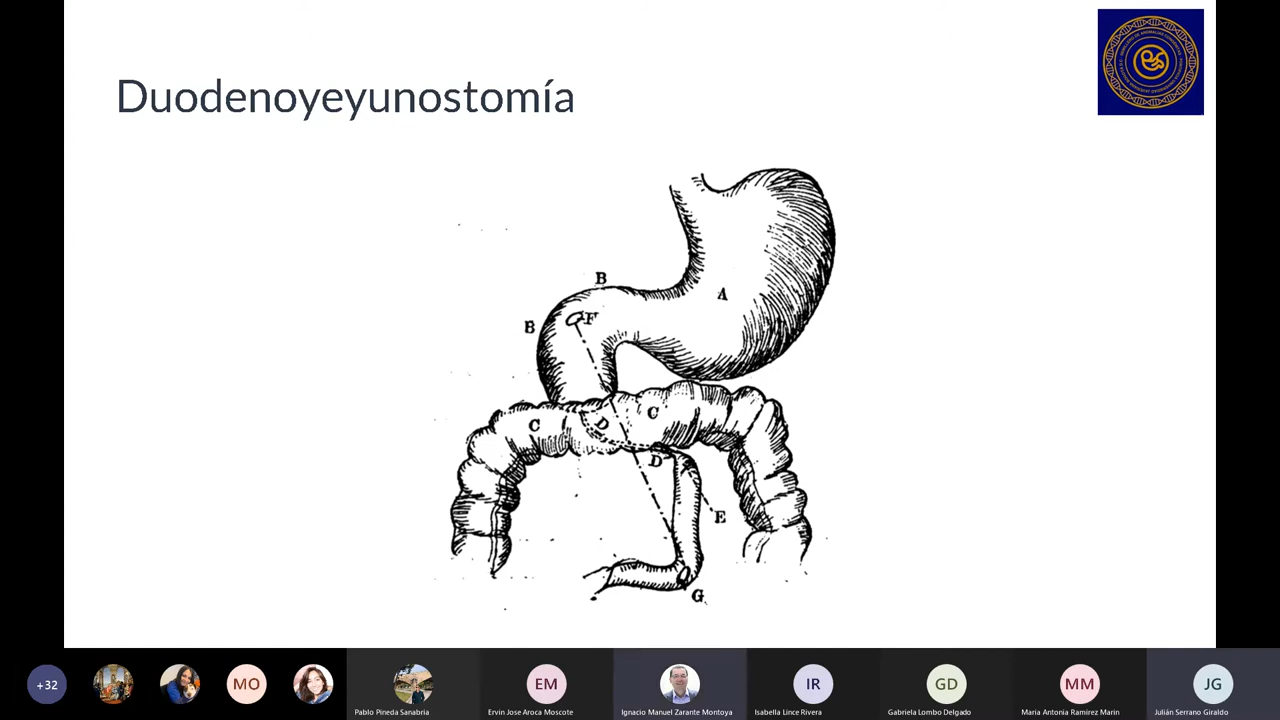 Duodenoyeyunostomía
B
A
B
F
C
D
C
D
E
G
+32
MO
EM
IR
GD
MM
JG
Pablo Pineda Sanabria
Ervin Jose Aroca Moscote
Ignacio Manuel Zarante Montoya
Isabella Lince Rivera
Gabriela Lombo Delgado
Maria Antonia Ramirez Marin
Julián Serrano Giraldo